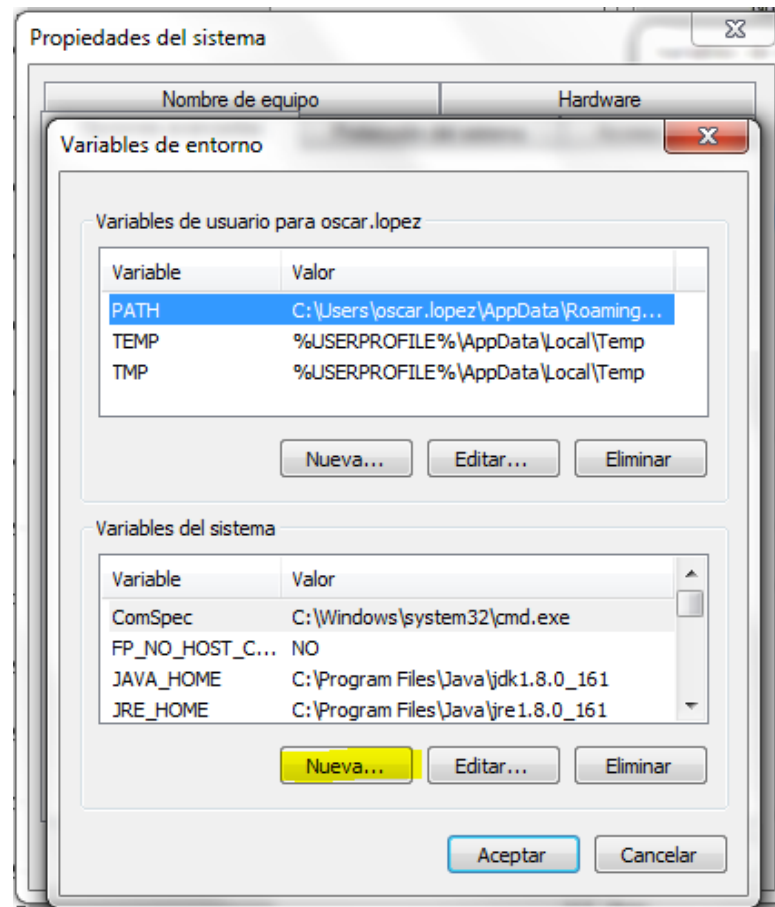 Propiedades del sistema
Nombre de equipo Hardware
Variables de entorno
Variables de usuario para oscar.lopez
Variable Valor
PATH C:\Users\oscar.lopez\AppData\Roaming...
TEMP %USERPROFILE%\AppData\Local\Temp
TMP %USERPROFILE%\AppData\Local\Temp
Nueva... Editar... Eliminar
Variables del sistema
Variable Valor
ComSpec C:\Windows\system32\cmd.exe
FP_NO_HOST_C... NO
JAVA_HOME C:\Program Files\Java\jdk1.8.0_161
JRE_HOME C:\Program Files\Java\jre1.8.0_161
Nueva... Editar... Eliminar
Aceptar Cancelar